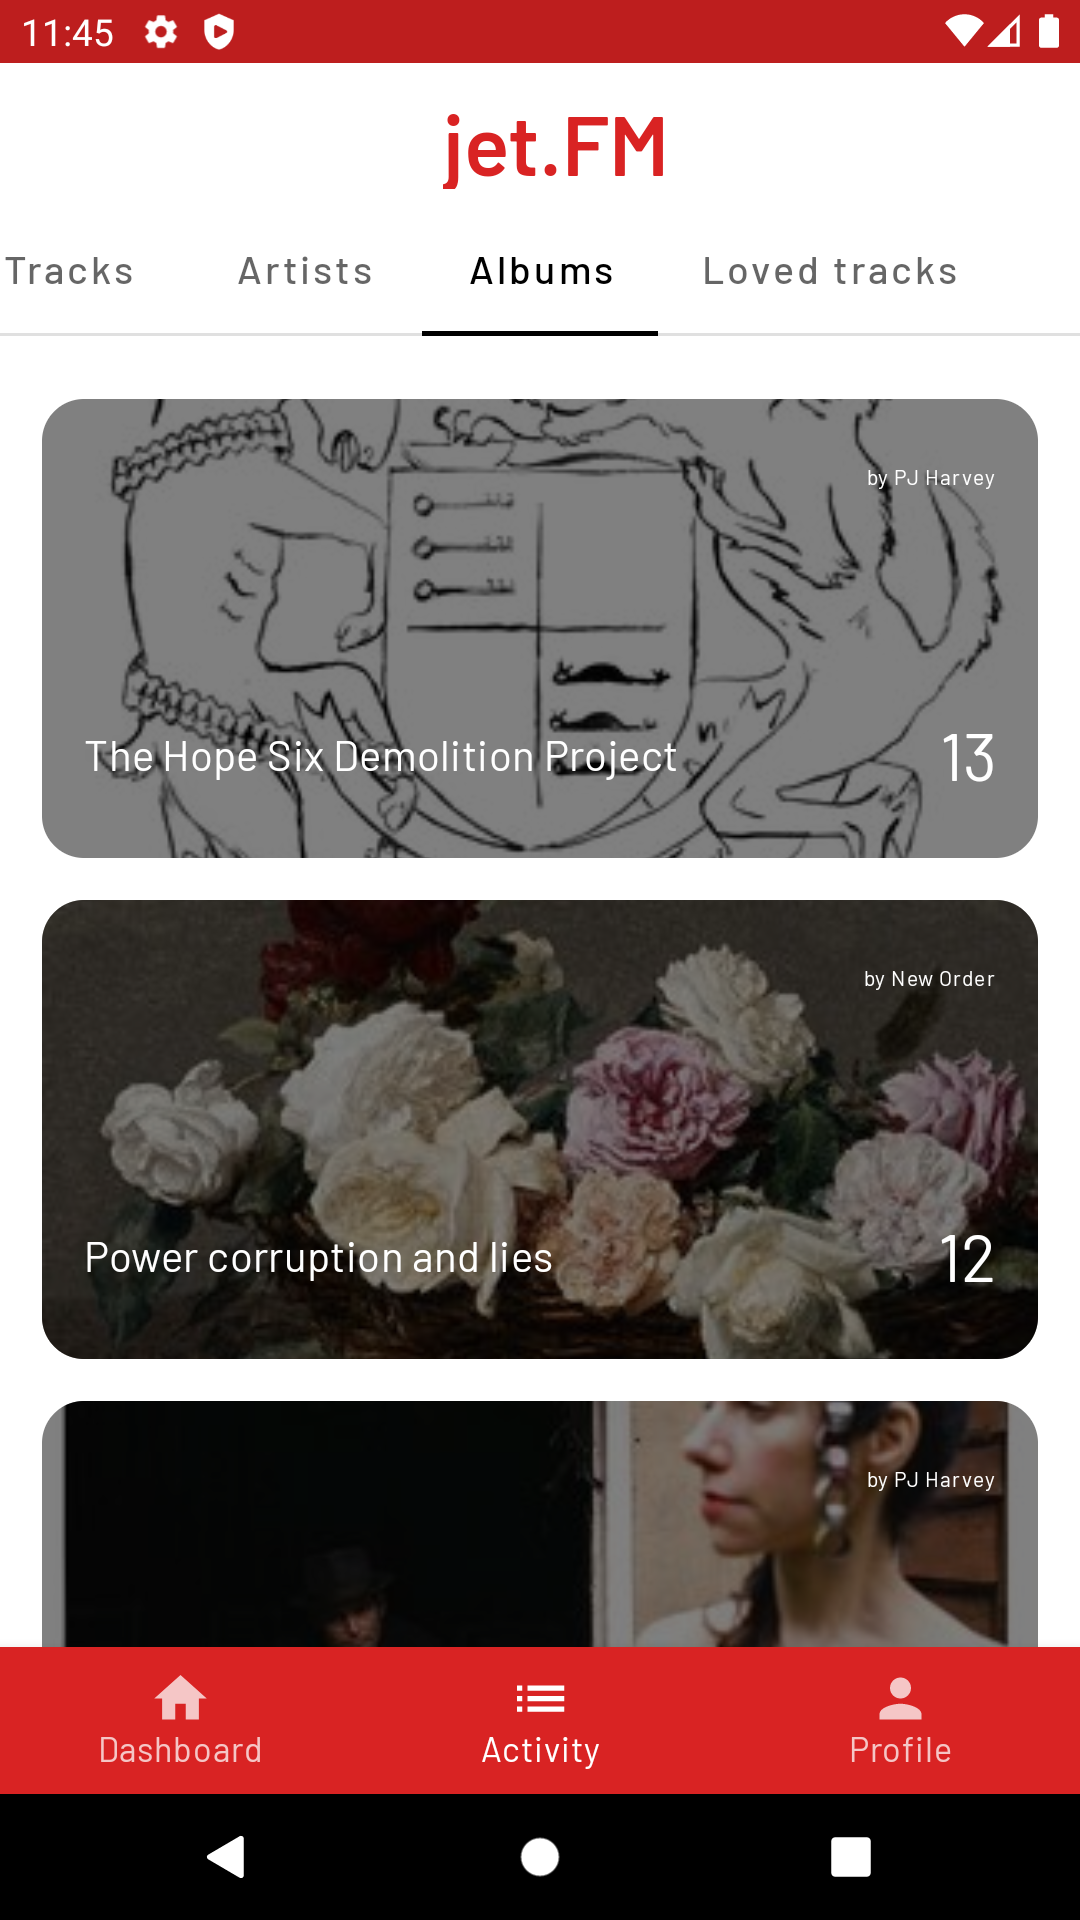 11:45
jet.FM
Tracks Artists Albums Loved tracks
by PJ Harvey
The Hope Six Demolition Project 13
by New Order
Power corruption and lies 12
by PJ Harvey
Dashboard Activity Profile